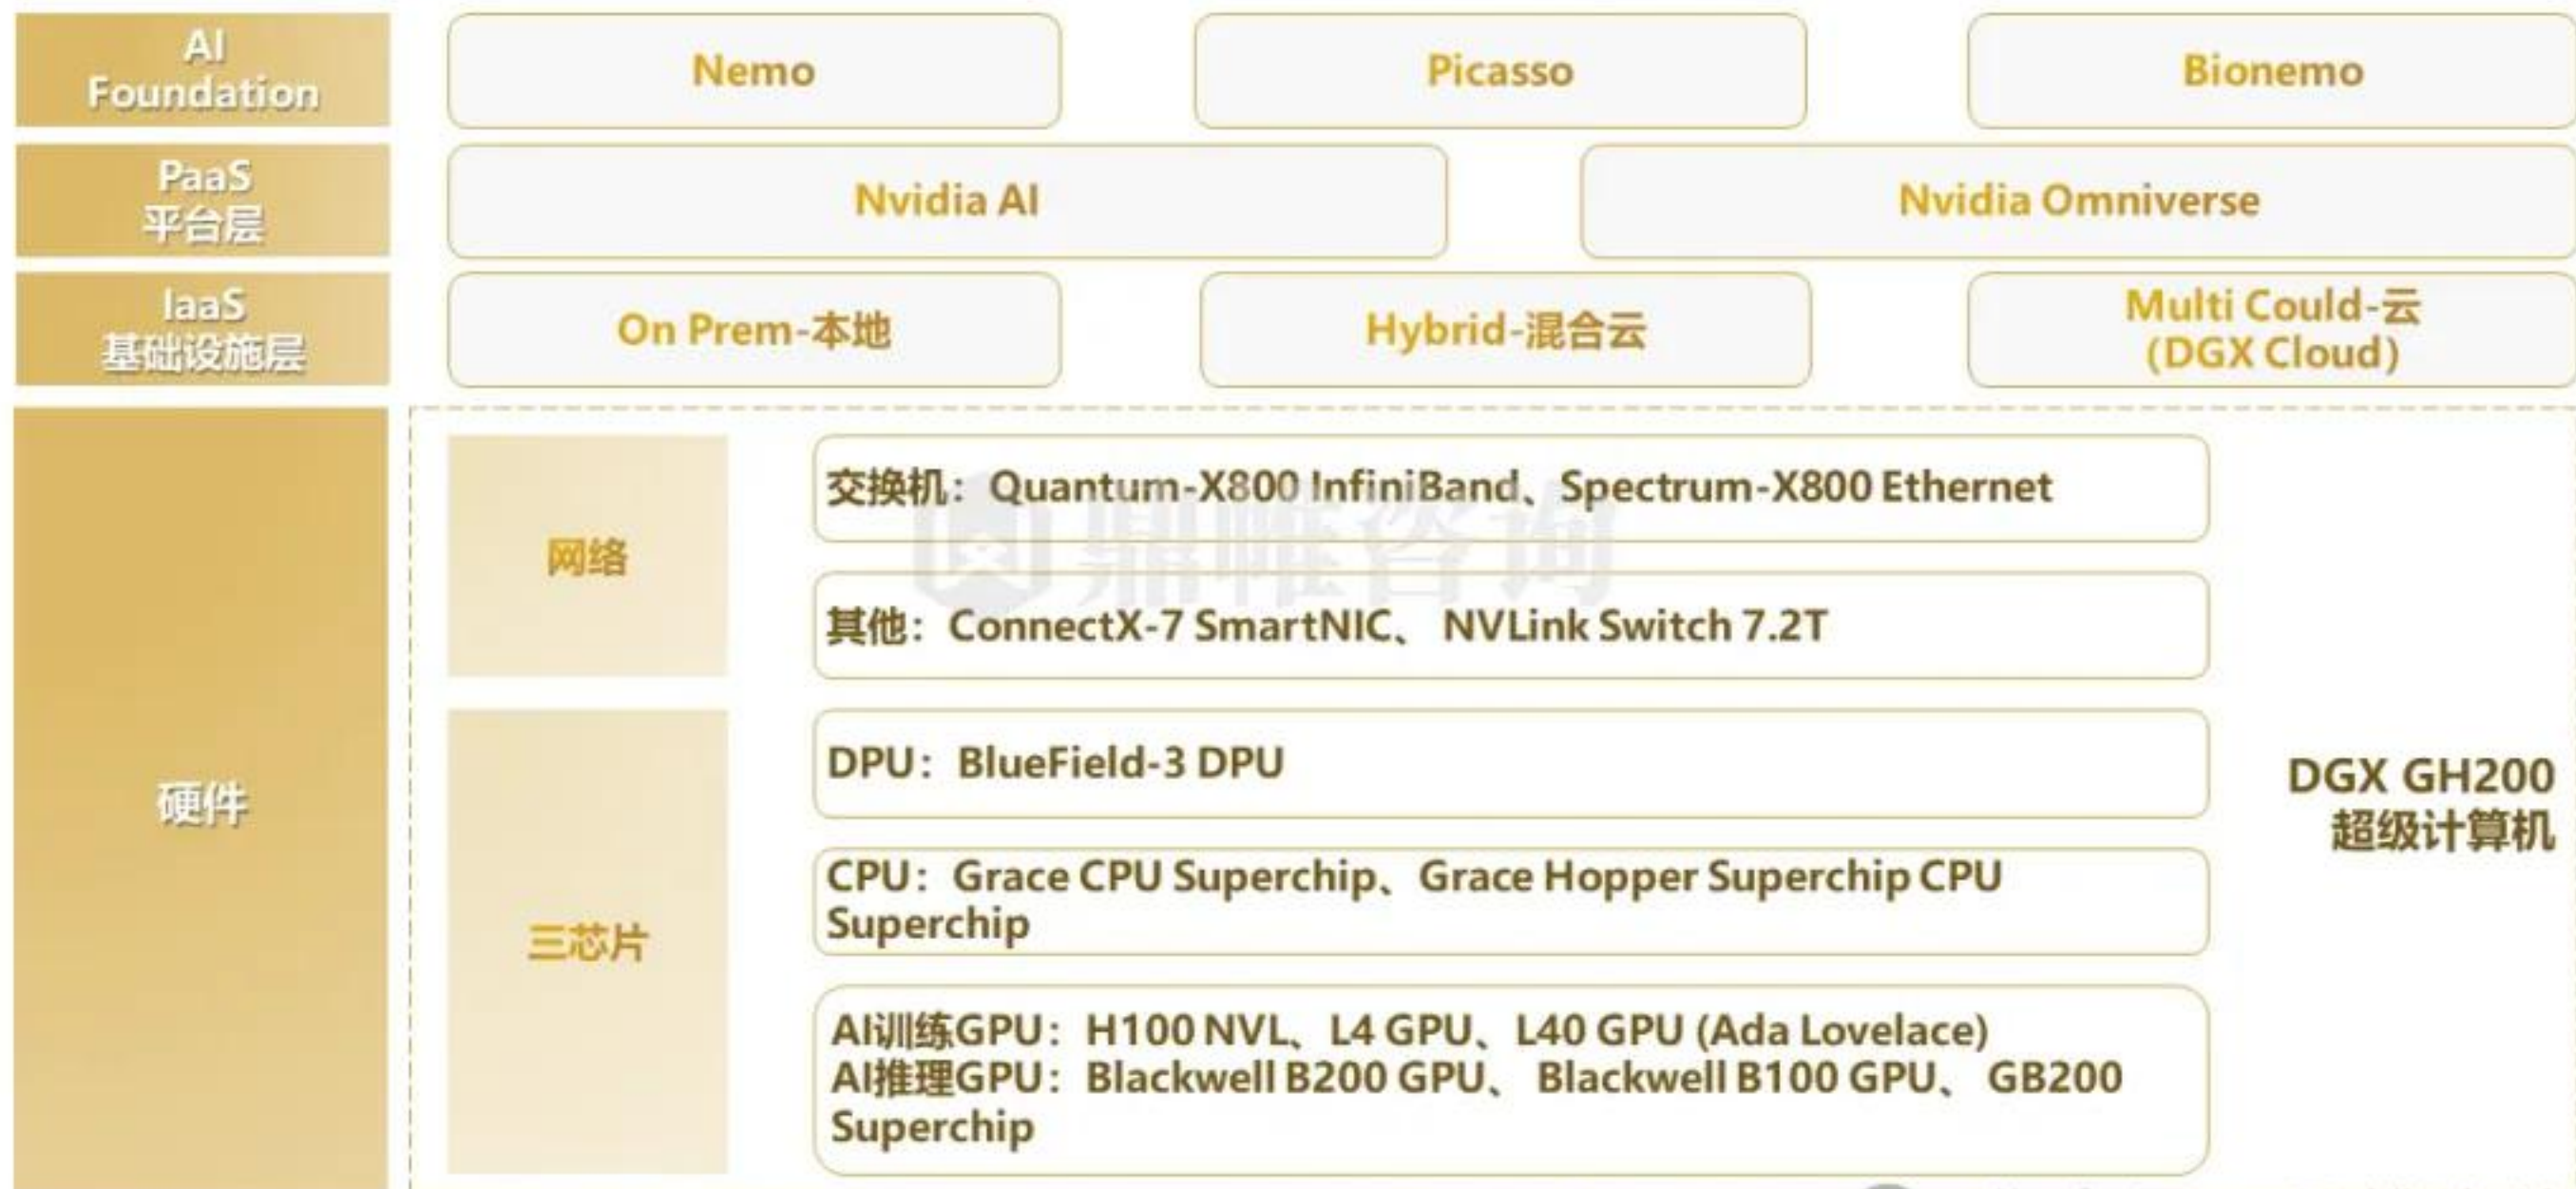 AI
Foundation
Nemo
Picasso
Bionemo
PaaS
平台层
Nvidia AI
Nvidia Omniverse
IaaS
基础设施层
On Prem-本地
Hybrid-混合云
Multi Could-云
(DGX Cloud)
硬件
网络
交换机：Quantum-X800 InfiniBand、Spectrum-X800 Ethernet
鼎帷咨询
其他：ConnectX-7 SmartNIC、 NVLink Switch 7.2T
三芯片
DPU：BlueField-3 DPU
CPU：Grace CPU Superchip、Grace Hopper Superchip CPU
Superchip
AI训练GPU：H100 NVL、L4 GPU、L40 GPU (Ada Lovelace)
AI推理GPU：Blackwell B200 GPU、 Blackwell B100 GPU、 GB200
Superchip
DGX GH200
超级计算机